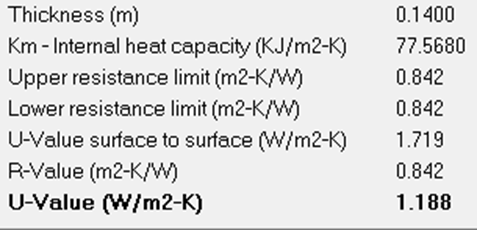 Thickness (m) 0.1400
Km - Internal heat capacity (KJ/m2-K) 77.5680
Upper resistance limit (m2-K/W) 0.842
Lower resistance limit (m2-K/W) 0.842
U-Value surface to surface (W/m2-K) 1.719
R-Value (m2-K/W) 0.842
U-Value (W/m2-K) 1.188